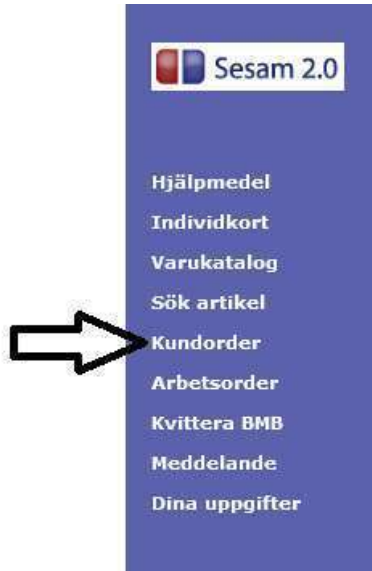 Sesam 2.0
Hjälpmedel
Individkort
Varukatalog
Sök artikel
Kundorder
Arbetsorder
Kvittera BMB
Meddelande
Dina uppgifter